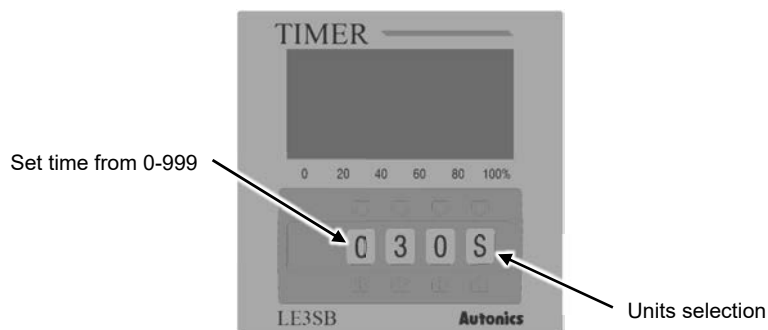 TIMER
0 20 40 60 80 100%
Set time from 0-999
0 3 0 S
Units selection
LE3SB Autonics